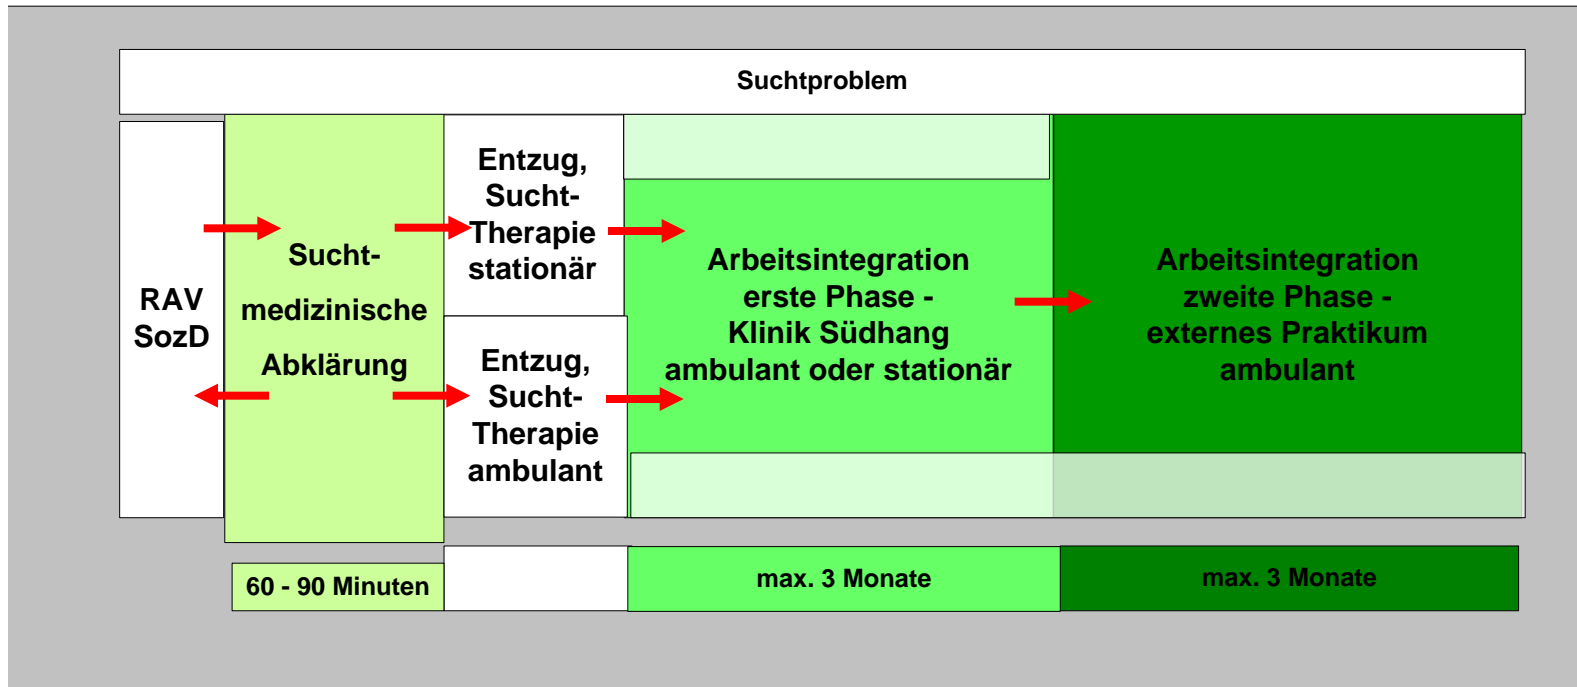 Suchtproblem
RAV
SozD
Sucht-
medizinische
Abklärung
Entzug,
Sucht-
Therapie
stationär
Entzug,
Sucht-
Therapie
ambulant
Arbeitsintegration
erste Phase -
Klinik Südhang
ambulant oder stationär
Arbeitsintegration
zweite Phase -
externes Praktikum
ambulant
60 - 90 Minuten
max. 3 Monate
max. 3 Monate